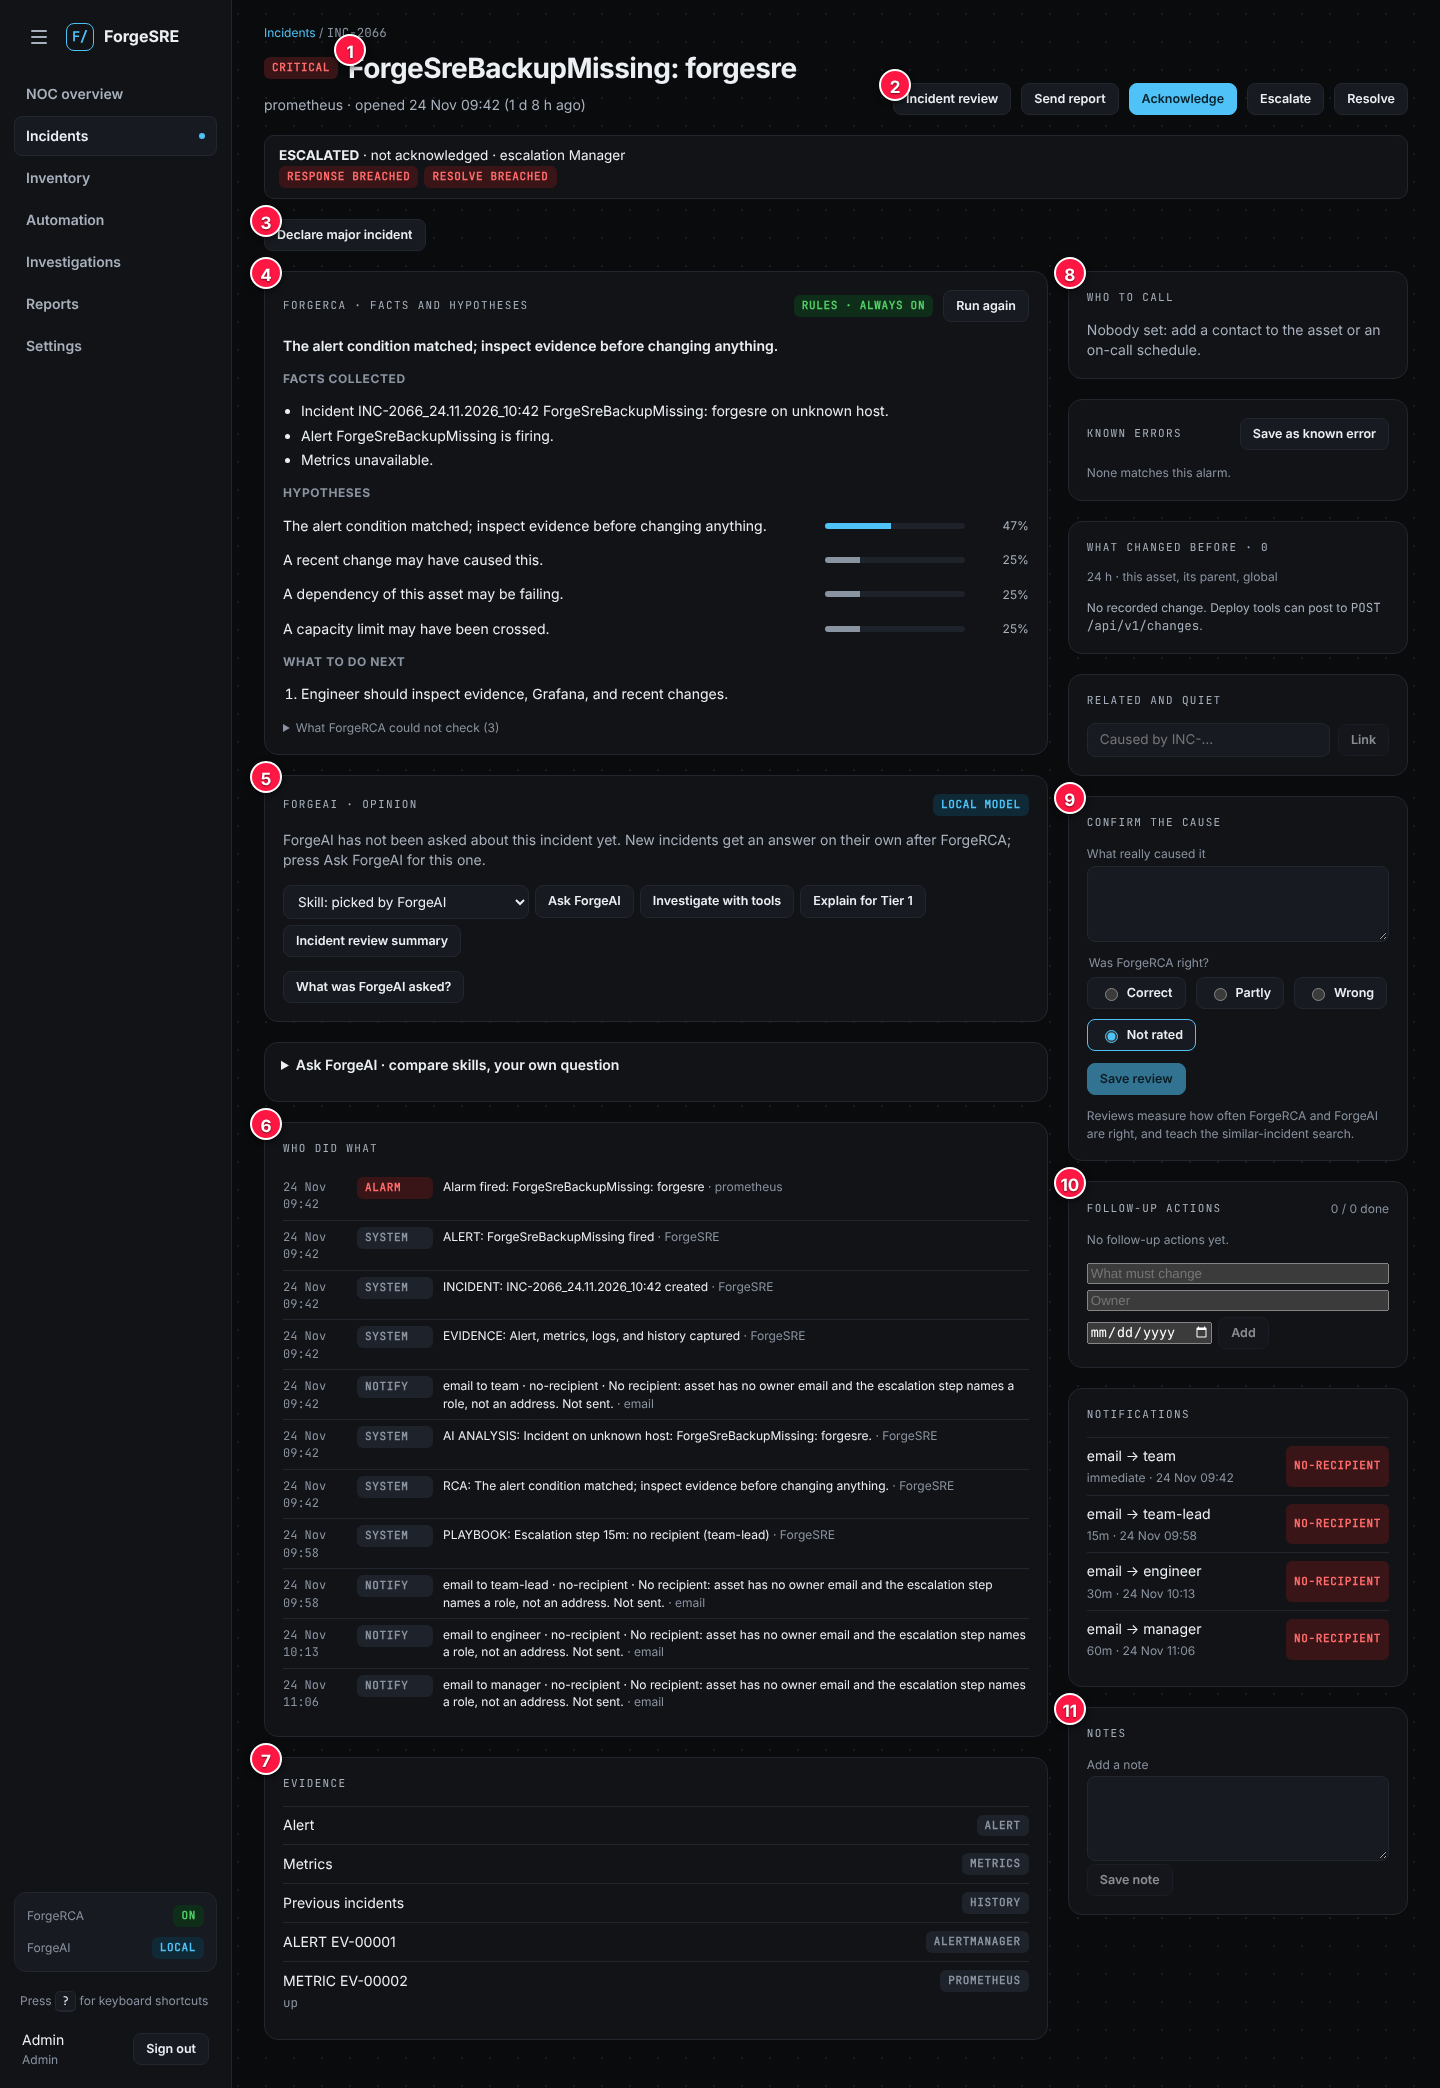 F/ ForgeSRE
NOC overview
Incidents
Inventory
Automation
Investigations
Reports
Settings
ForgeRCA ON
ForgeAI LOCAL
Press ? for keyboard shortcuts
Admin
Admin
Sign out
Incidents / INC-2066
1
CRITICAL ForgeSreBackupMissing: forgesre
prometheus · opened 24 Nov 09:42 (1 d 8 h ago)
2
Incident review Send report Acknowledge Escalate Resolve
ESCALATED · not acknowledged · escalation Manager
RESPONSE BREACHED RESOLVE BREACHED
3
Declare major incident
4
FORGERCA · FACTS AND HYPOTHESES RULES · ALWAYS ON Run again
The alert condition matched; inspect evidence before changing anything.
FACTS COLLECTED
• Incident INC-2066_24.11.2026_10:42 ForgeSreBackupMissing: forgesre on unknown host.
• Alert ForgeSreBackupMissing is firing.
• Metrics unavailable.
HYPOTHESES
The alert condition matched; inspect evidence before changing anything. 47%
A recent change may have caused this. 25%
A dependency of this asset may be failing. 25%
A capacity limit may have been crossed. 25%
WHAT TO DO NEXT
1. Engineer should inspect evidence, Grafana, and recent changes.
What ForgeRCA could not check (3)
5
FORGEAI · OPINION LOCAL MODEL
ForgeAI has not been asked about this incident yet. New incidents get an answer on their own after ForgeRCA;
press Ask ForgeAI for this one.
Skill: picked by ForgeAI Ask ForgeAI Investigate with tools Explain for Tier 1
Incident review summary
What was ForgeAI asked?
Ask ForgeAI · compare skills, your own question
6
WHO DID WHAT
24 Nov 09:42 ALARM Alarm fired: ForgeSreBackupMissing: forgesre · prometheus
24 Nov 09:42 SYSTEM ALERT: ForgeSreBackupMissing fired · ForgeSRE
24 Nov 09:42 SYSTEM INCIDENT: INC-2066_24.11.2026_10:42 created · ForgeSRE
24 Nov 09:42 SYSTEM EVIDENCE: Alert, metrics, logs, and history captured · ForgeSRE
24 Nov 09:42 NOTIFY email to team · no-recipient · No recipient: asset has no owner email and the escalation step names a
role, not an address. Not sent. · email
24 Nov 09:42 SYSTEM AI ANALYSIS: Incident on unknown host: ForgeSreBackupMissing: forgesre. · ForgeSRE
24 Nov 09:42 SYSTEM RCA: The alert condition matched; inspect evidence before changing anything. · ForgeSRE
24 Nov 09:58 SYSTEM PLAYBOOK: Escalation step 15m: no recipient (team-lead) · ForgeSRE
24 Nov 09:58 NOTIFY email to team-lead · no-recipient · No recipient: asset has no owner email and the escalation step
names a role, not an address. Not sent. · email
24 Nov 10:13 NOTIFY email to engineer · no-recipient · No recipient: asset has no owner email and the escalation step names
a role, not an address. Not sent. · email
24 Nov 11:06 NOTIFY email to manager · no-recipient · No recipient: asset has no owner email and the escalation step names
a role, not an address. Not sent. · email
7
EVIDENCE
Alert ALERT
Metrics METRICS
Previous incidents HISTORY
ALERT EV-00001 ALERTMANAGER
METRIC EV-00002 PROMETHEUS
up
8
WHO TO CALL
Nobody set: add a contact to the asset or an
on-call schedule.
KNOWN ERRORS Save as known error
None matches this alarm.
WHAT CHANGED BEFORE · 0
24 h · this asset, its parent, global
No recorded change. Deploy tools can post to POST
/api/v1/changes.
RELATED AND QUIET
Caused by INC-... Link
9
CONFIRM THE CAUSE
What really caused it
Was ForgeRCA right?
Correct Partly Wrong
Not rated
Save review
Reviews measure how often ForgeRCA and ForgeAI
are right, and teach the similar-incident search.
10
FOLLOW-UP ACTIONS 0 / 0 done
No follow-up actions yet.
What must change
Owner
mm/dd/yyyy Add
NOTIFICATIONS
email → team NO-RECIPIENT
immediate · 24 Nov 09:42
email → team-lead NO-RECIPIENT
15m · 24 Nov 09:58
email → engineer NO-RECIPIENT
30m · 24 Nov 10:13
email → manager NO-RECIPIENT
60m · 24 Nov 11:06
11
NOTES
Add a note
Save note